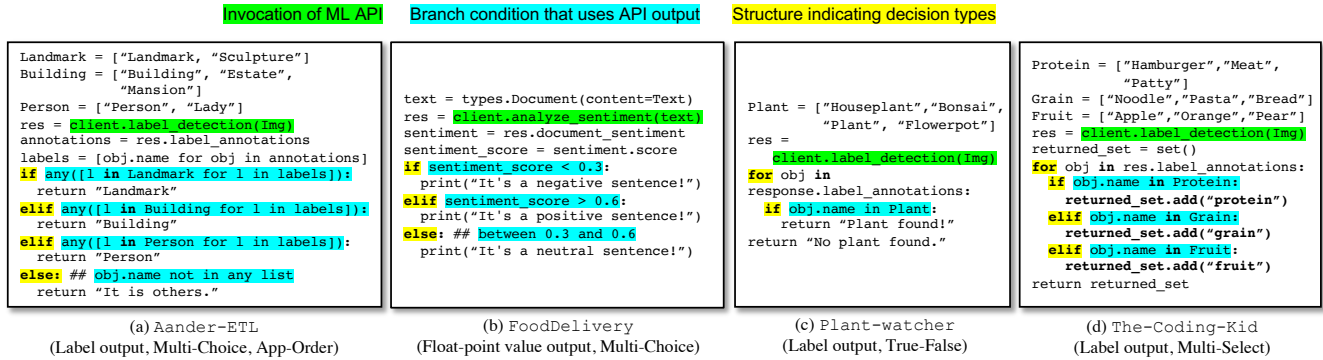 Invocation of ML API
Branch condition that uses API output
Structure indicating decision types
Landmark = ["Landmark, "Sculpture"]
Building = ["Building", "Estate",
"Mansion"]
Person = ["Person", "Lady"]
res = client.label_detection(Img)
annotations = res.label_annotations
labels = [obj.name for obj in annotations]
if any([l in Landmark for l in labels]):
return "Landmark"
elif any([l in Building for l in labels]):
return "Building"
elif any([l in Person for l in labels]):
return "Person"
else: ## obj.name not in any list
return "It is others."
(a) Aander-ETL
(Label output, Multi-Choice, App-Order)
text = types.Document(content=Text)
res = client.analyze_sentiment(text)
sentiment = res.document_sentiment
sentiment_score = sentiment.score
if sentiment_score < 0.3:
print("It's a negative sentence!")
elif sentiment_score > 0.6:
print("It's a positive sentence!")
else: ## between 0.3 and 0.6
print("It's a neutral sentence!")
(b) FoodDelivery
(Float-point value output, Multi-Choice)
Plant = ["Houseplant","Bonsai",
"Plant", "Flowerpot"]
res =
client.label_detection(Img)
for obj in
response.label_annotations:
if obj.name in Plant:
return "Plant found!"
return "No plant found."
(c) Plant-watcher
(Label output, True-False)
Protein = ["Hamburger","Meat",
"Patty"]
Grain = ["Noodle","Pasta","Bread"]
Fruit = ["Apple","Orange","Pear"]
res = client.label_detection(Img)
returned_set = set()
for obj in res.label_annotations:
if obj.name in Protein:
returned_set.add("protein")
elif obj.name in Grain:
returned_set.add("grain")
elif obj.name in Fruit:
returned_set.add("fruit")
return returned_set
(d) The-Coding-Kid
(Label output, Multi-Select)